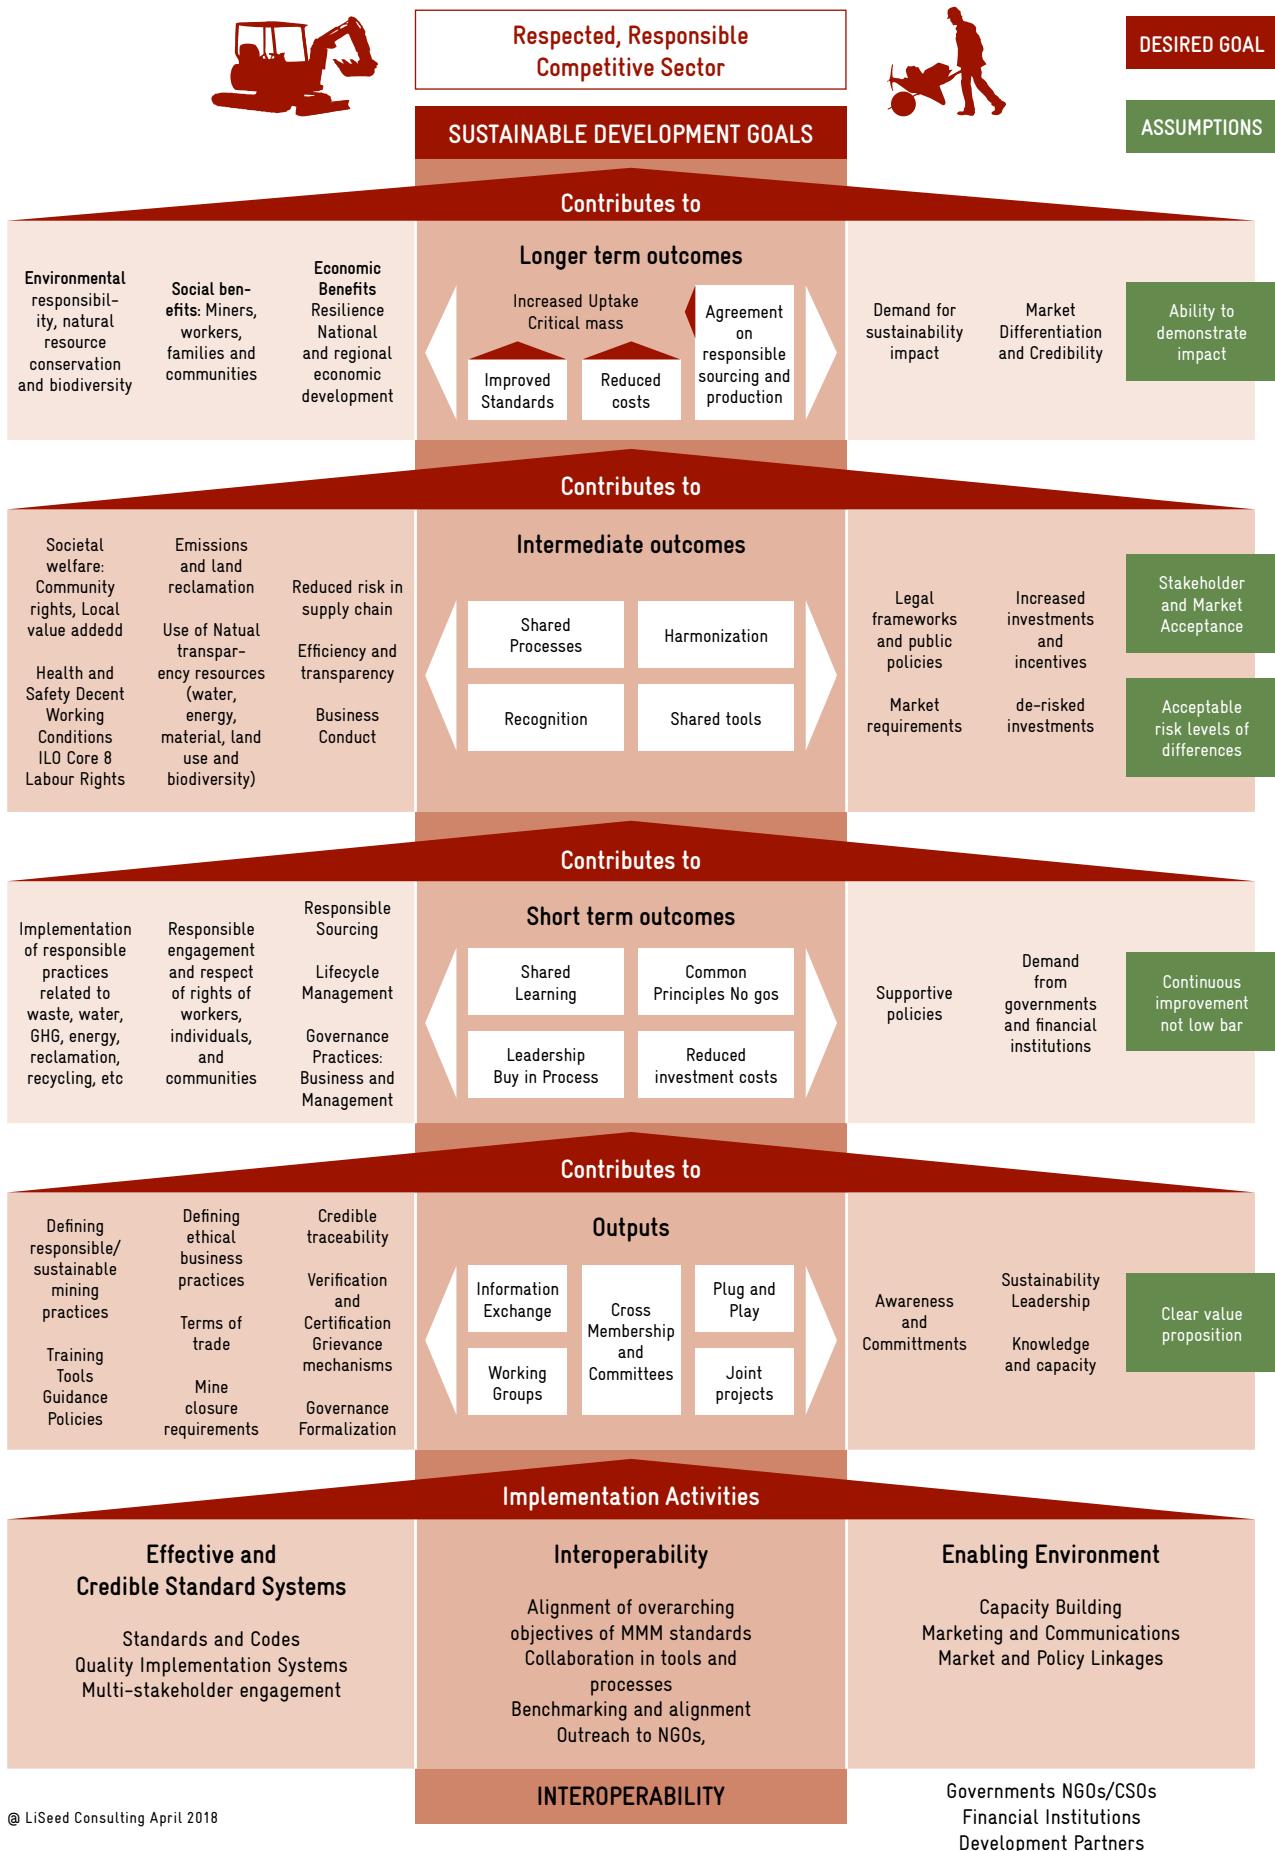 Respected, Responsible
Competitive Sector
DESIRED GOAL
SUSTAINABLE DEVELOPMENT GOALS
ASSUMPTIONS
Contributes to
Environmental
responsibil-
ity, natural
resource
conservation
and biodiversity
Social ben-
efits: Miners,
workers,
families and
communities
Economic
Benefits
Resilience
National
and regional
economic
development
Longer term outcomes
Increased Uptake
Critical mass
Improved
Standards
Reduced
costs
Agreement
on
responsible
sourcing and
production
Demand for
sustainability
impact
Market
Differentiation
and Credibility
Ability to
demonstrate
impact
Contributes to
Societal
welfare:
Community
rights, Local
value addedd
Health and
Safety Decent
Working
Conditions
ILO Core 8
Labour Rights
Emissions
and land
reclamation
Use of Natual
transpar-
ency resources
(water,
energy,
material, land
use and
biodiversity)
Reduced risk in
supply chain
Efficiency and
transparency
Business
Conduct
Intermediate outcomes
Shared
Processes
Harmonization
Recognition
Shared tools
Legal
frameworks
and public
policies
Market
requirements
Increased
investments
and
incentives
de-risked
investments
Stakeholder
and Market
Acceptance
Acceptable
risk levels of
differences
Contributes to
Implementation
of responsible
practices
related to
waste, water,
GHG, energy,
reclamation,
recycling, etc
Responsible
engagement
and respect
of rights of
workers,
individuals,
and
communities
Responsible
Sourcing
Lifecycle
Management
Governance
Practices:
Business and
Management
Short term outcomes
Shared
Learning
Common
Principles No gos
Leadership
Buy in Process
Reduced
investment costs
Supportive
policies
Demand
from
governments
and financial
institutions
Continuous
improvement
not low bar
Contributes to
Defining
responsible/
sustainable
mining
practices
Training
Tools
Guidance
Policies
Defining
ethical
business
practices
Terms of
trade
Mine
closure
requirements
Credible
traceability
Verification
and
Certification
Grievance
mechanisms
Governance
Formalization
Outputs
Information
Exchange
Working
Groups
Cross
Membership
and
Committees
Plug and
Play
Joint
projects
Awareness
and
Committments
Sustainability
Leadership
Knowledge
and capacity
Clear value
proposition
Implementation Activities
Effective and
Credible Standard Systems
Standards and Codes
Quality Implementation Systems
Multi-stakeholder engagement
Interoperability
Alignment of overarching
objectives of MMM standards
Collaboration in tools and
processes
Benchmarking and alignment
Outreach to NGOs,
Enabling Environment
Capacity Building
Marketing and Communications
Market and Policy Linkages
INTEROPERABILITY
Governments NGOs/CSOs
Financial Institutions
Development Partners
@ LiSeed Consulting April 2018